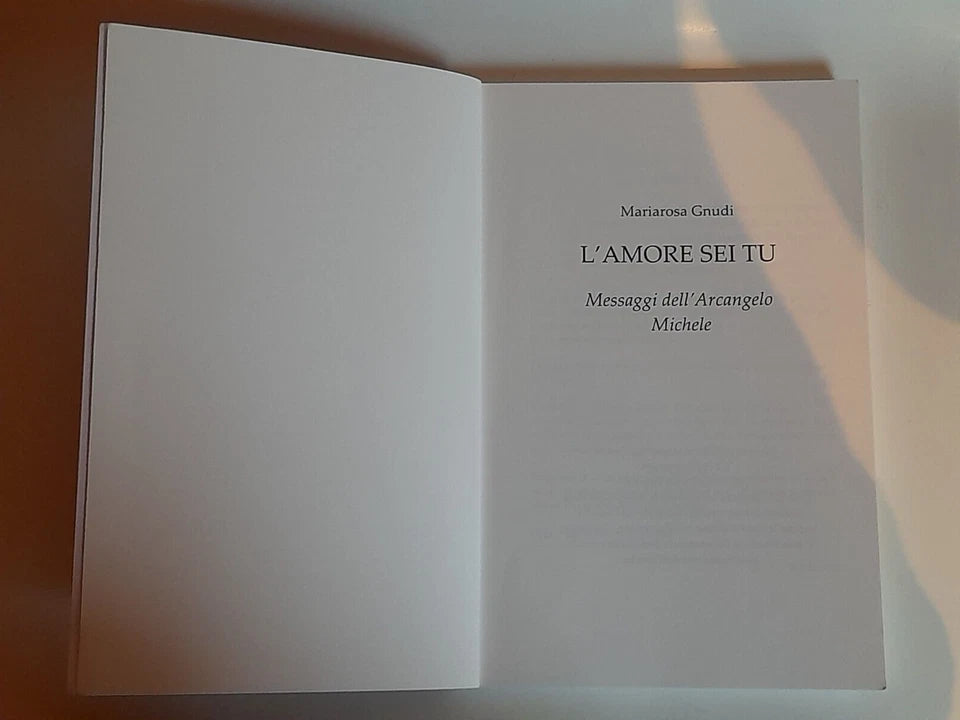 Mariarosa Gnudi
L'AMORE SEI TU
Messaggi dell'Arcangelo
Michele